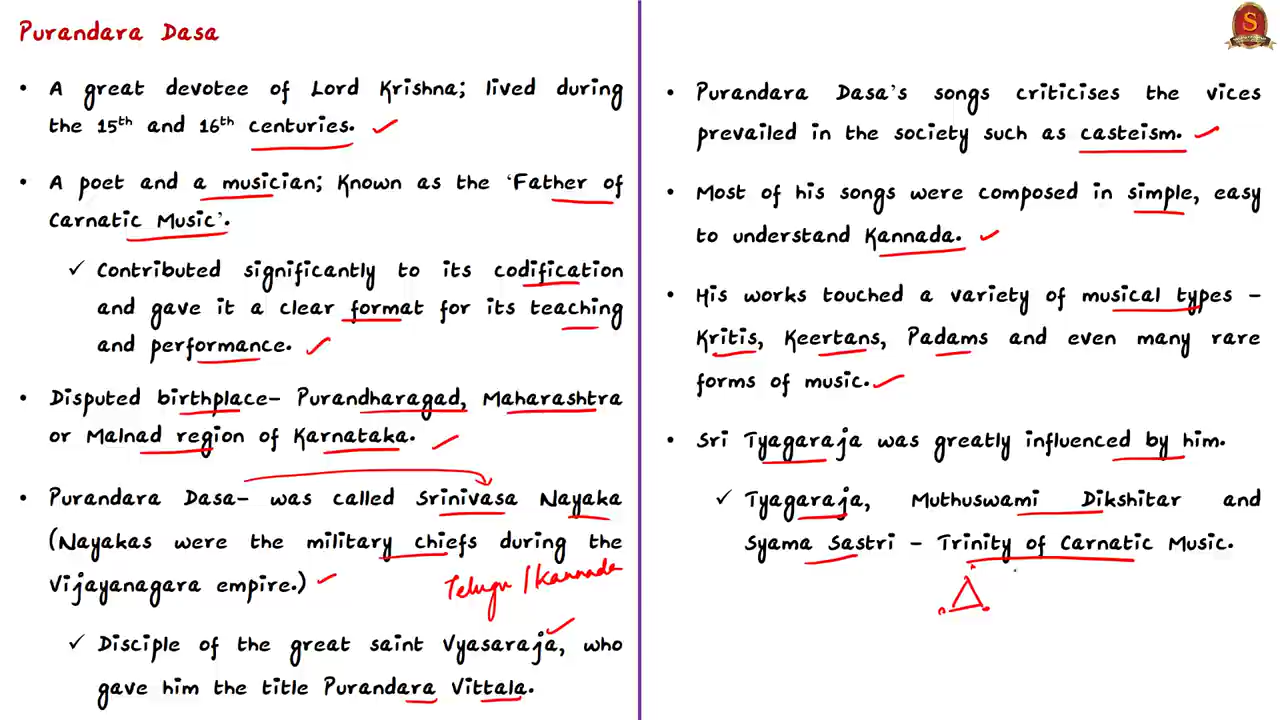 Purandara Dasa
• A great devotee of Lord Krishna; lived during
the 15th and 16th centuries.
• A poet and a musician; Known as the ‘Father of
Carnatic Music’.
✓ Contributed significantly to its codification
and gave it a clear format for its teaching
and performance.
• Disputed birthplace- Purandharagad, Maharashtra
or Malnad region of Karnataka.
• Purandara Dasa- was called Srinivasa Nayaka
(Nayakas were the military chiefs during the
Vijayanagara empire.)
Telugu / Kannada
✓ Disciple of the great saint Vyasaraja, who
gave him the title Purandara Vittala.
S
• Purandara Dasa's songs criticises the vices
prevailed in the society such as casteism.
• Most of his songs were composed in simple, easy
to understand Kannada.
• His works touched a variety of musical types –
Kritis, Keertans, Padams and even many rare
forms of music.
• Sri Tyagaraja was greatly influenced by him.
✓ Tyagaraja, Muthuswami Dikshitar and
Syama Sastri – Trinity of Carnatic Music.